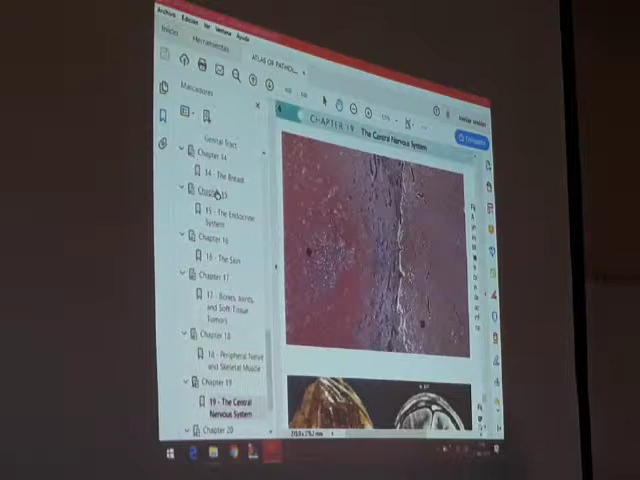 Archivo Edición Ver Ventana Ayuda
Inicio
Herramientas
ATLAS OF PATHOL...
Marcadores
Genital Tract
Chapter 14
14 - The Breast
Chapter 15
15 - The Endocrine
System
Chapter 16
16 - The Skin
Chapter 17
17 - Bones, Joints,
and Soft Tissue
Tumors
Chapter 18
18 - Peripheral Nerve
and Skeletal Muscle
Chapter 19
19 - The Central
Nervous System
Chapter 20
CHAPTER 19 The Central Nervous System